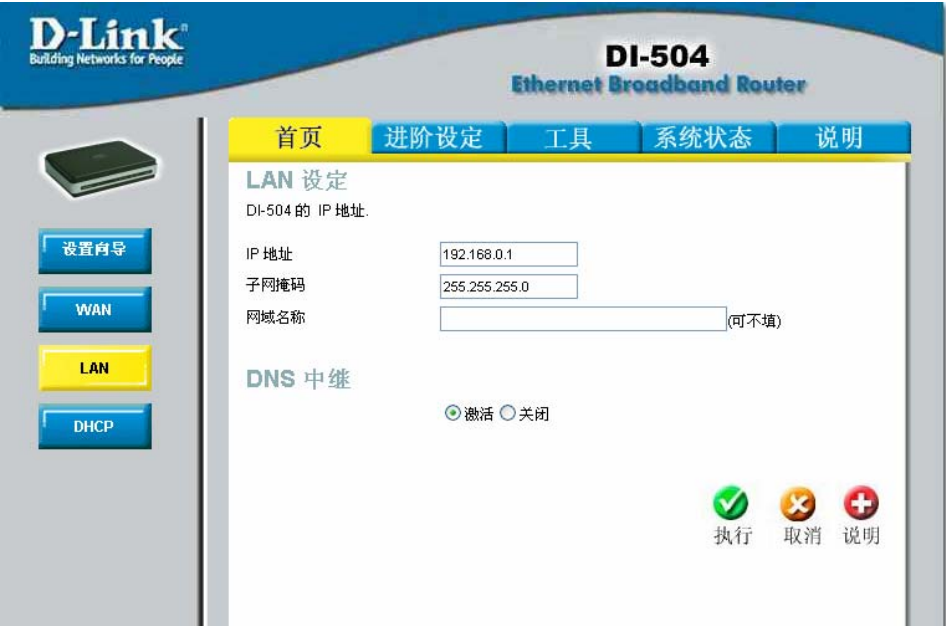 D-Link
Building Networks for People
DI-504
Ethernet Broadband Router
首页 进阶设定 工具 系统状态 说明
设置向导
WAN
LAN
DHCP
LAN 设定
DI-504 的 IP 地址.
IP 地址 192.168.0.1
子网掩码 255.255.255.0
网域名称 (可不填)
DNS 中继
激活 关闭
执行 取消 说明